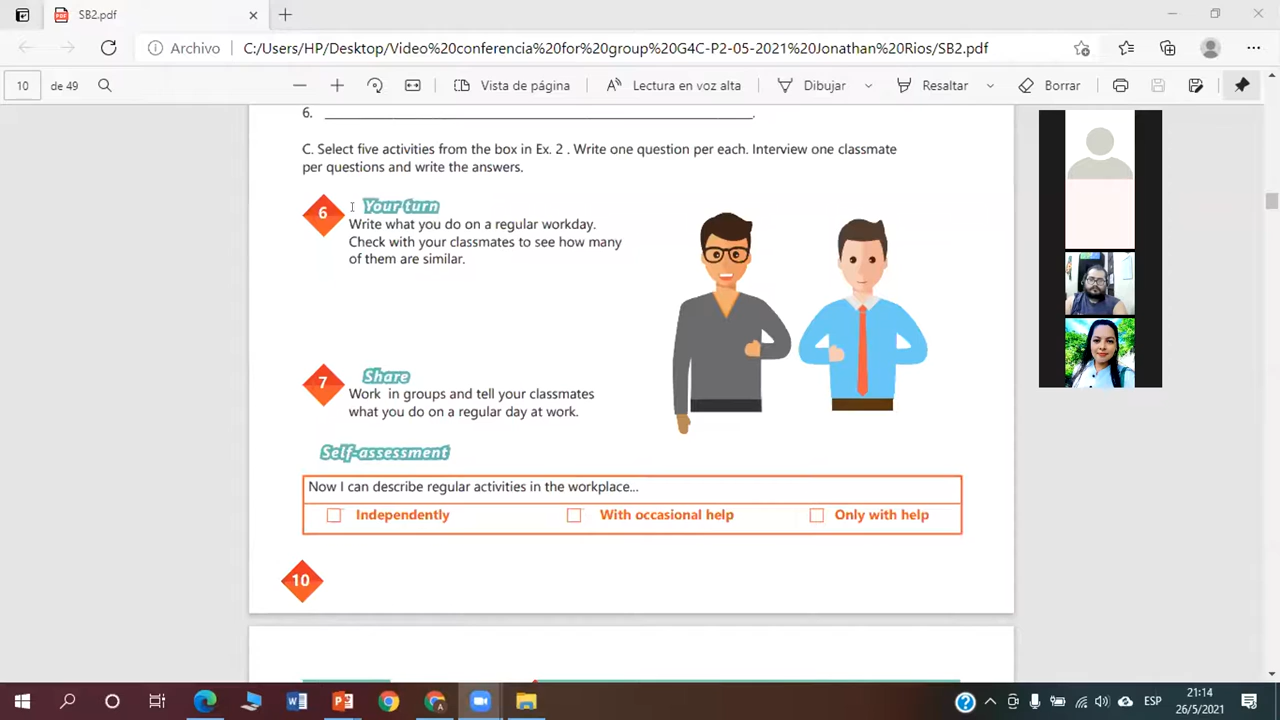 SB2.pdf
Archivo
C:/Users/HP/Desktop/Video%20conferencia%20for%20group%20G4C-P2-05-2021%20Jonathan%20Rios/SB2.pdf
10 de 49
Vista de página
Lectura en voz alta
Dibujar
Resaltar
Borrar
6. ___.
C. Select five activities from the box in Ex. 2 . Write one question per each. Interview one classmate
per questions and write the answers.
6 Your turn
Write what you do on a regular workday.
Check with your classmates to see how many
of them are similar.
7 Share
Work in groups and tell your classmates
what you do on a regular day at work.
Self-assessment
Now I can describe regular activities in the workplace...
Independently With occasional help Only with help
10
ESP
21:14
26/5/2021